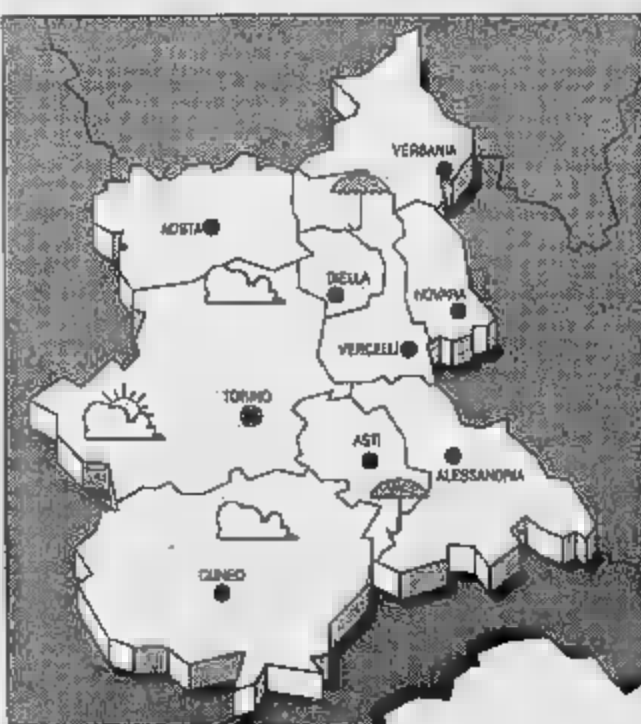 VERBANIA
AOSTA
BIELLA
NOVARA
VERCELLI
TORINO
ASTI
ALESSANDRIA
CUNEO